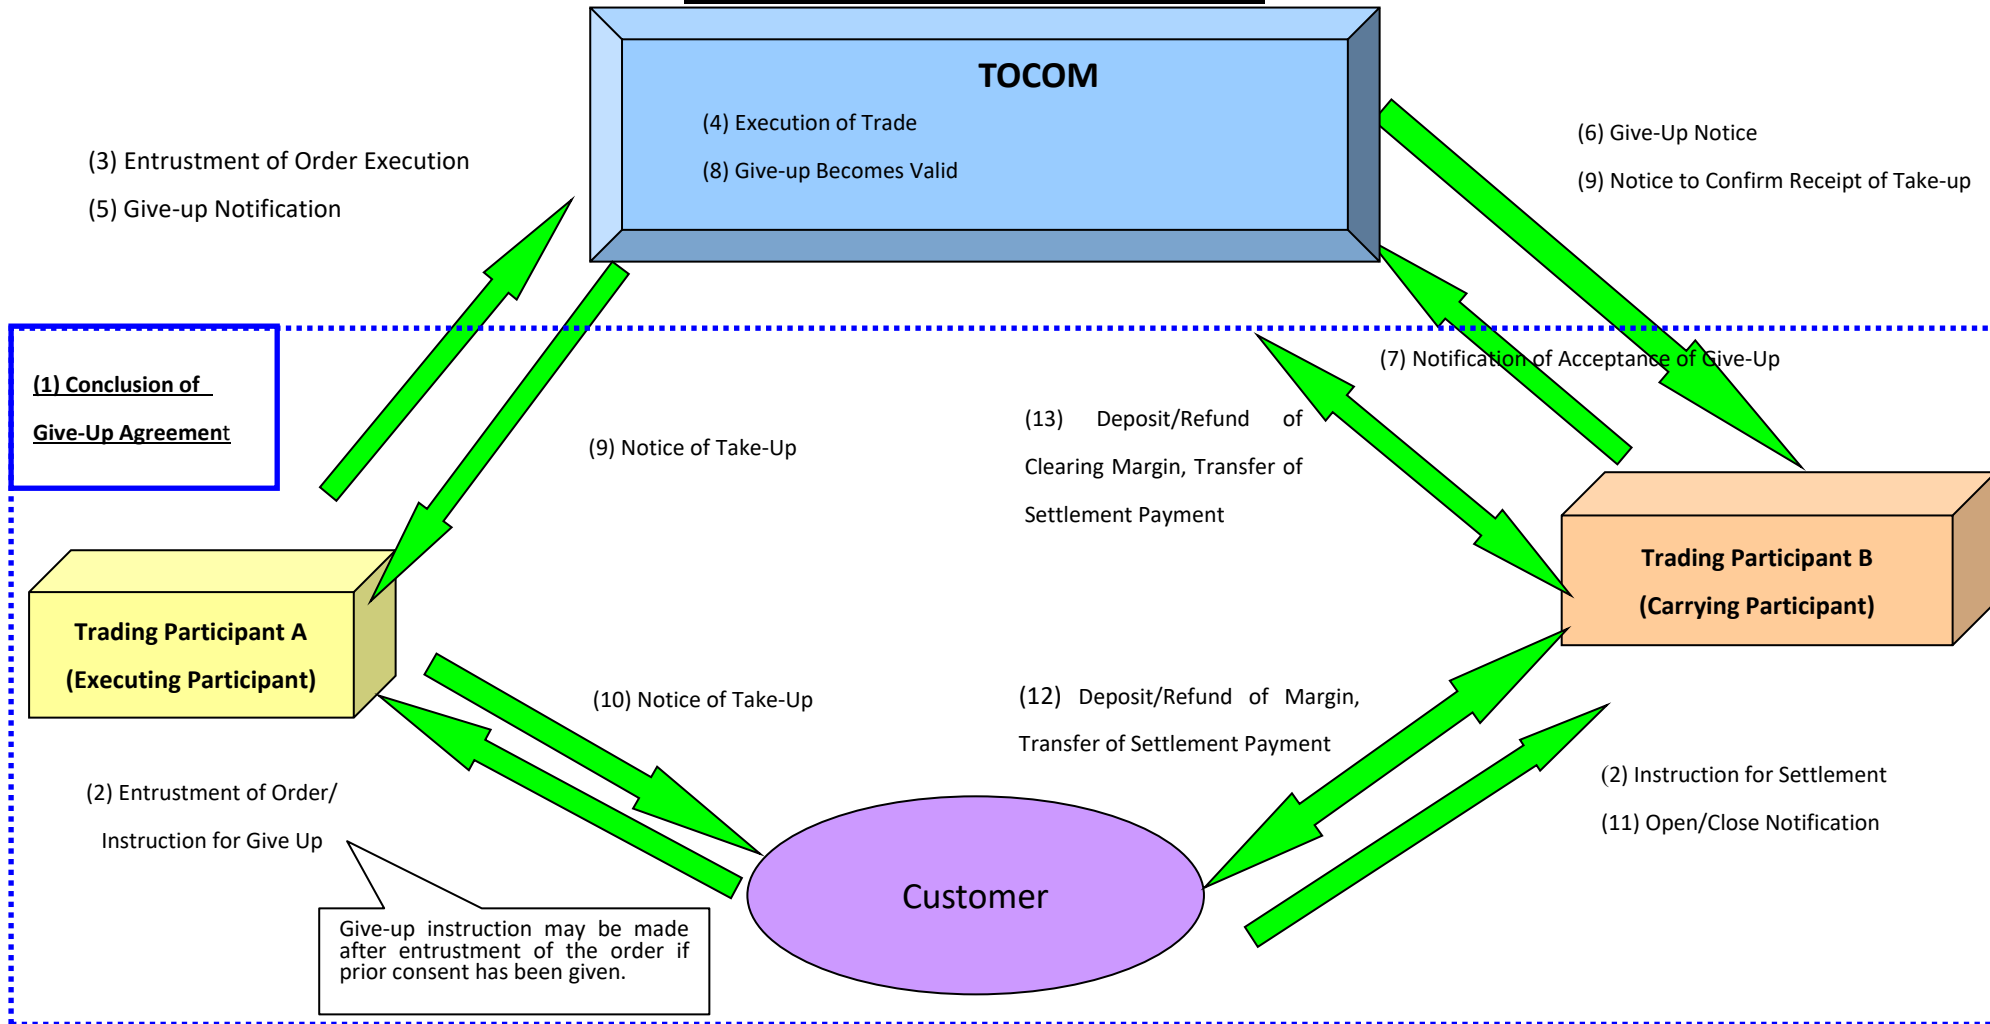 TOCOM
(4) Execution of Trade
(8) Give-up Becomes Valid
(3) Entrustment of Order Execution
(5) Give-up Notification
(6) Give-Up Notice
(9) Notice to Confirm Receipt of Take-up
(1) Conclusion of
Give-Up Agreement
(7) Notification of Acceptance of Give-Up
(9) Notice of Take-Up
(13) Deposit/Refund of
Clearing Margin, Transfer of
Settlement Payment
Trading Participant A
(Executing Participant)
Trading Participant B
(Carrying Participant)
(10) Notice of Take-Up
(12) Deposit/Refund of Margin,
Transfer of Settlement Payment
(2) Entrustment of Order/
Instruction for Give Up
(2) Instruction for Settlement
(11) Open/Close Notification
Customer
Give-up instruction may be made
after entrustment of the order if
prior consent has been given.